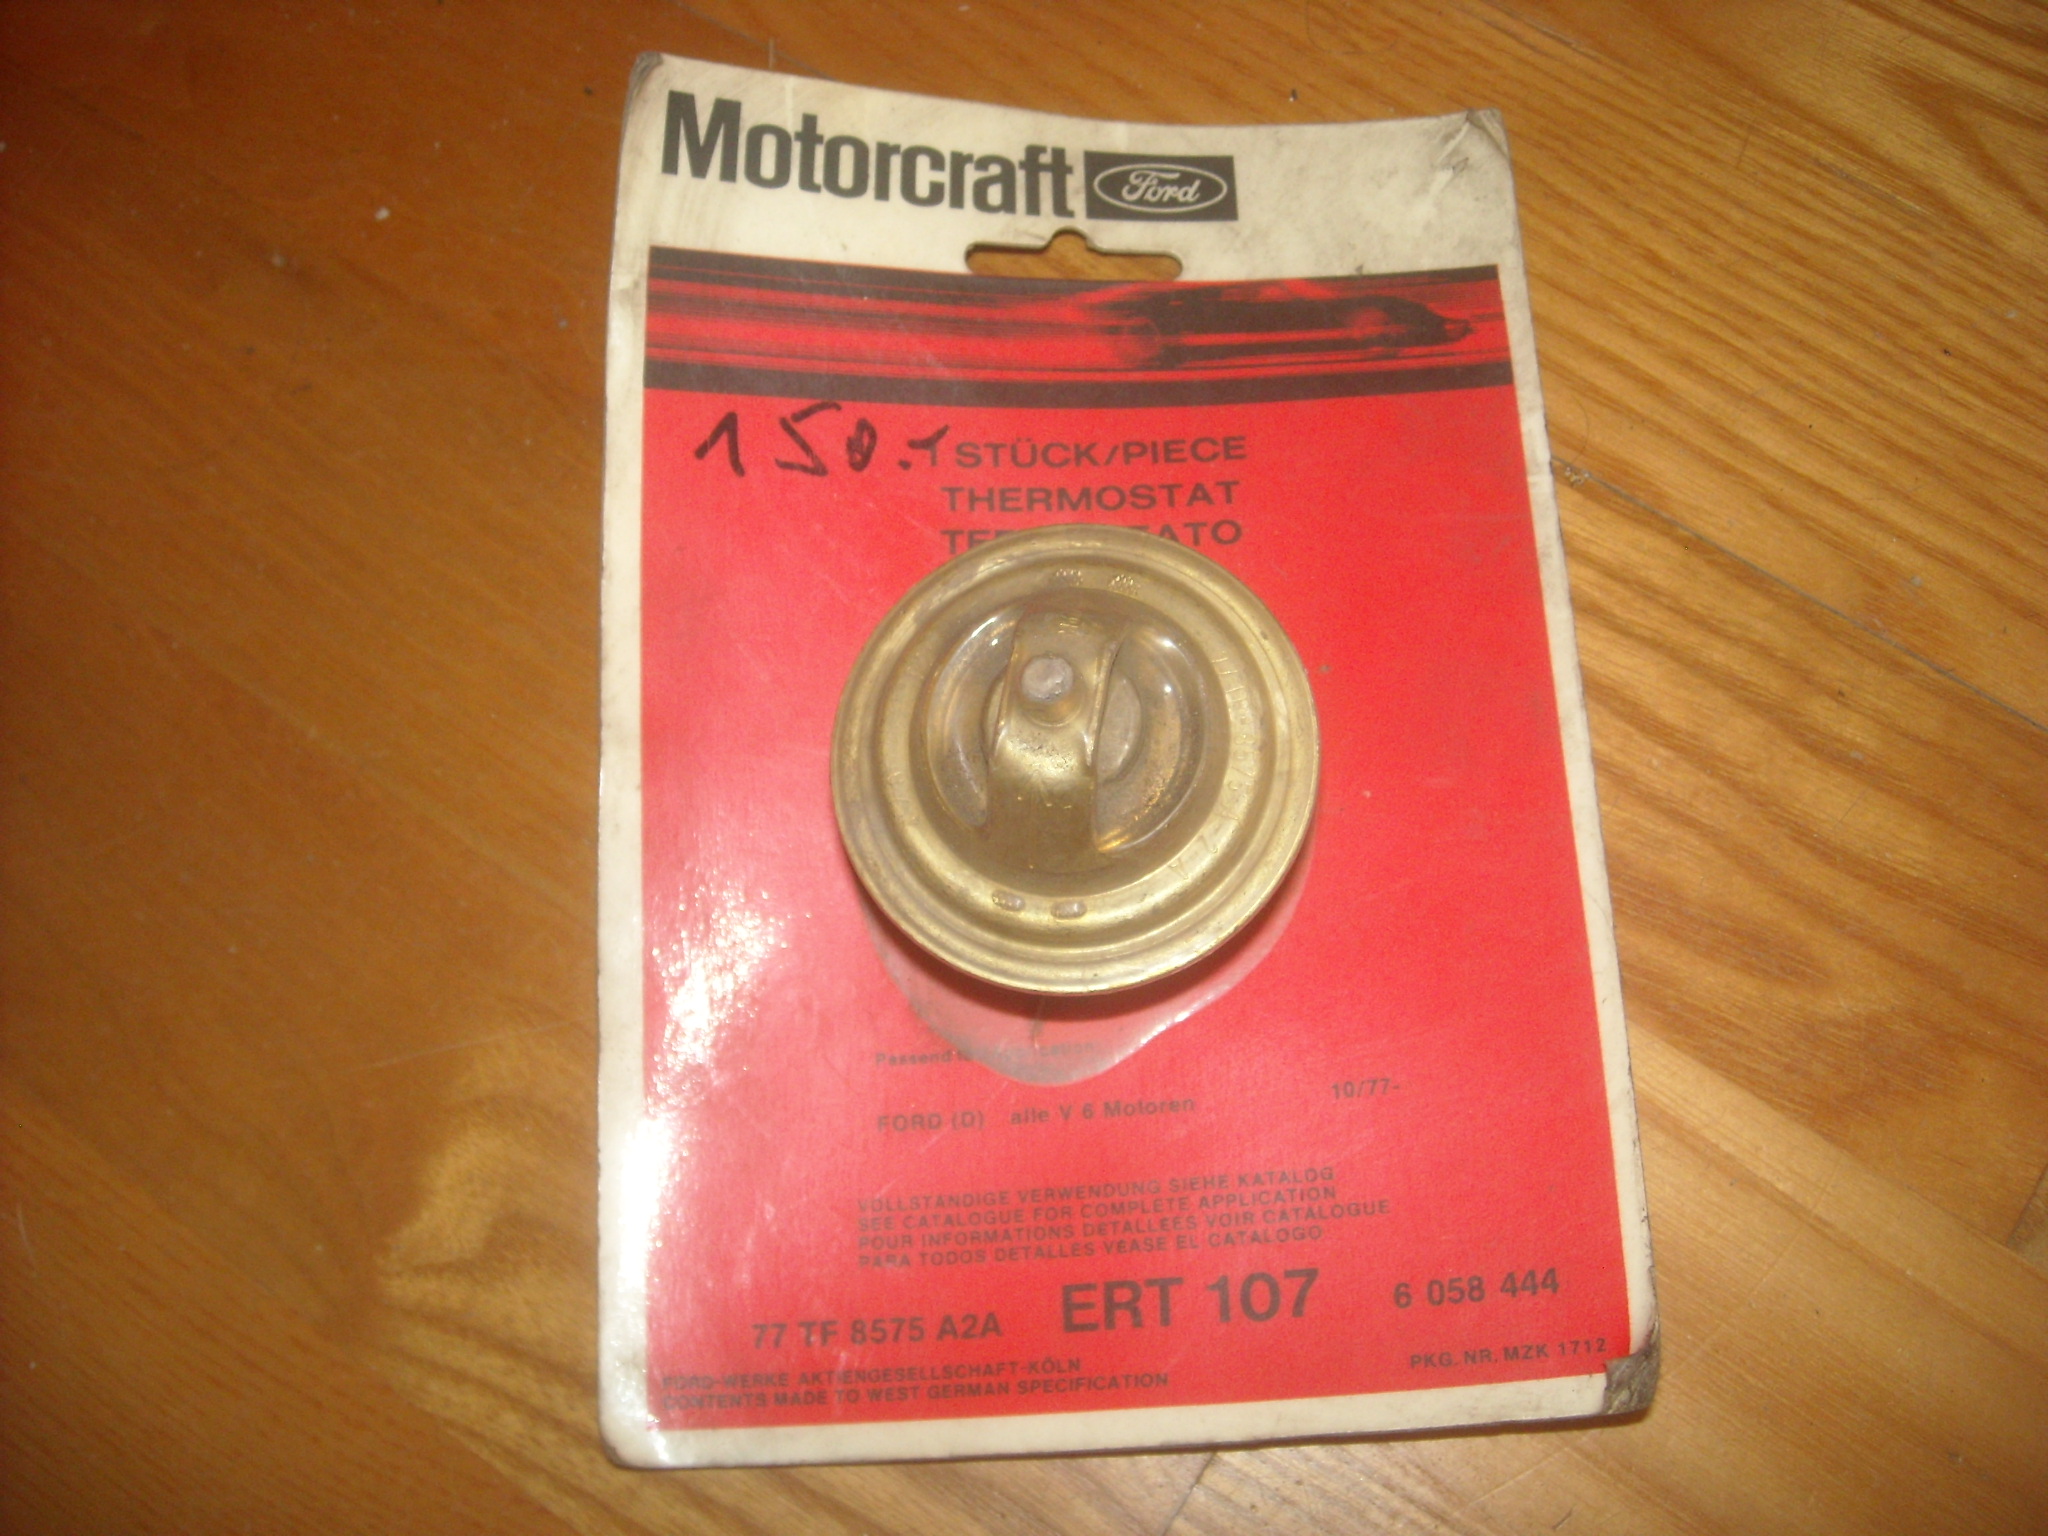 Motorcraft Ford
150.-
1 STÜCK/PIECE
THERMOSTAT
Passend
FORD (D) alle V 6 Motoren 10/77-
VOLLSTÄNDIGE VERWENDUNG SIEHE KATALOG
SEE CATALOGUE FOR COMPLETE APPLICATION
POUR INFORMATIONS DETALLEES VOIR CATALOGUE
PARA TODOS DETALLES VEASE EL CATALOGO
77 TF 8575 A2A ERT 107 6 058 444
FORD-WERKE AKTIENGESELLSCHAFT-KÖLN
CONTENTS MADE TO WEST GERMAN SPECIFICATION
PKG. NR. MZK 1712